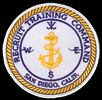 RECRUIT TRAINING COMMAND
N
W E
S
SAN DIEGO, CALIF.